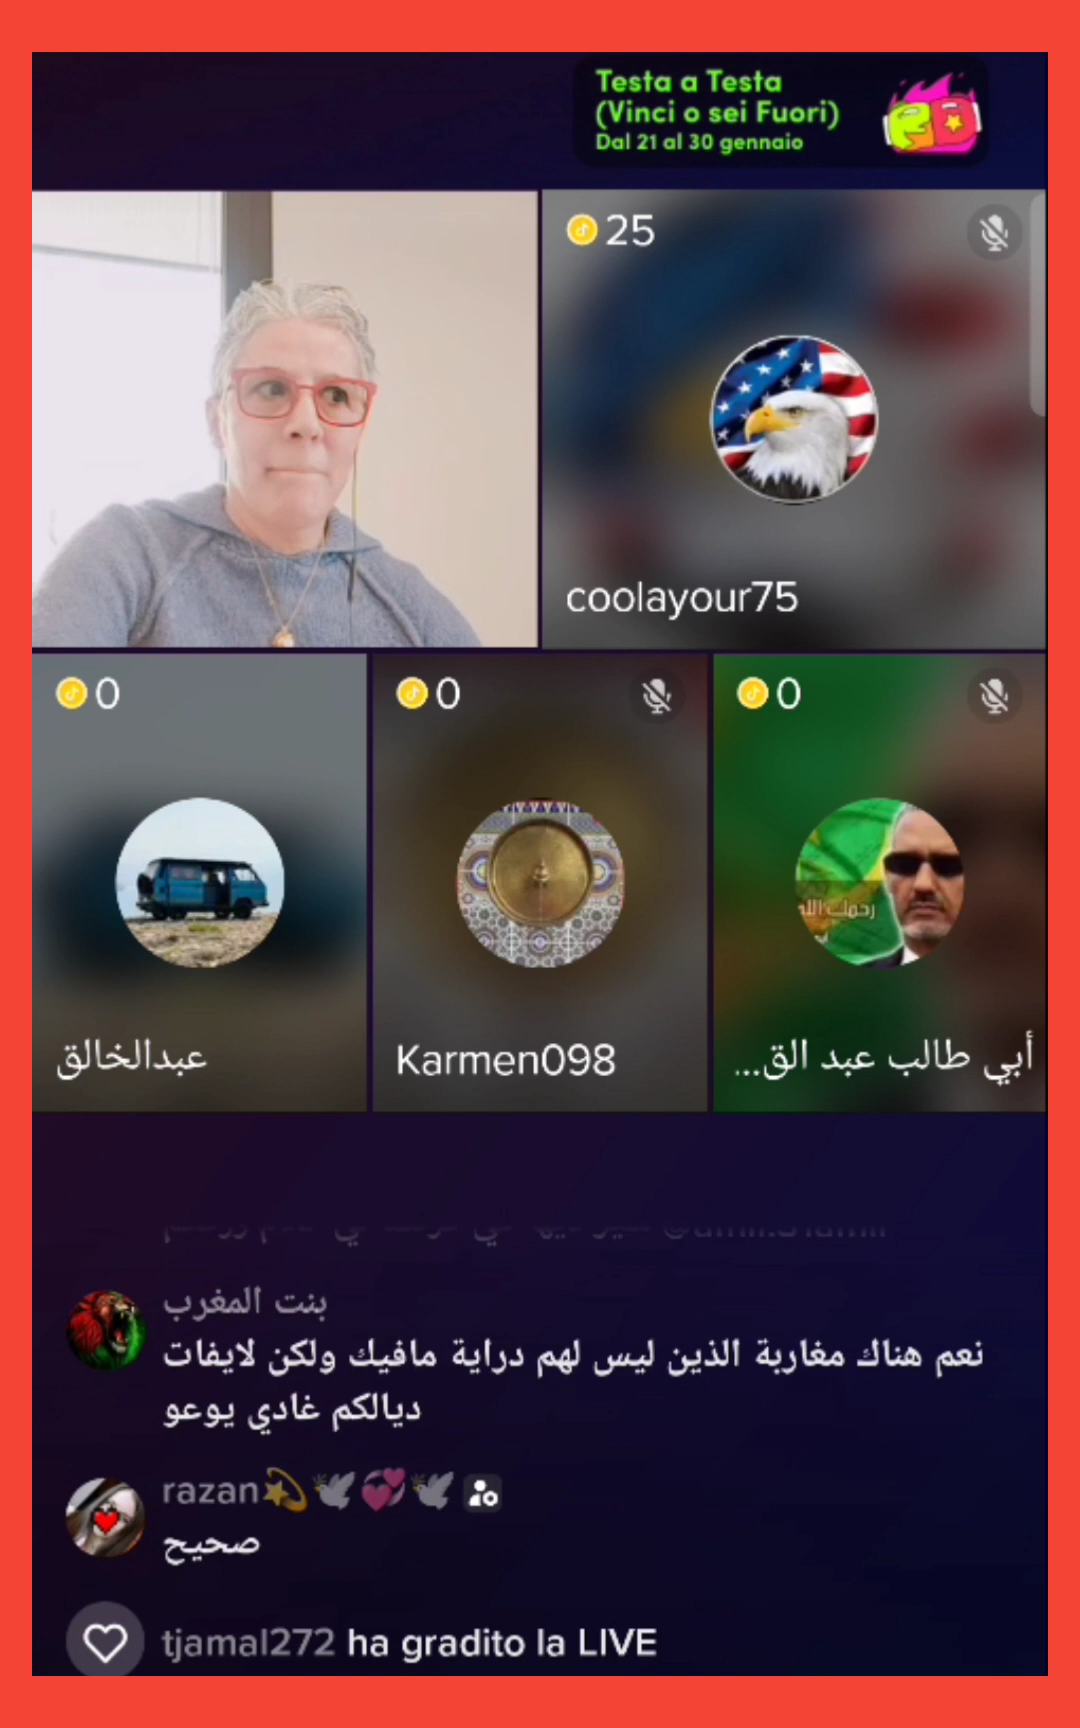 Testa a Testa
(Vinci o sei Fuori)
Dal 21 al 30 gennaio
25
coolayour75
0
0
0
عبدالخالق
Karmen098
أبي طالب عبد الق...
رحمك الله
بنت المغرب
نعم هناك مغاربة الذين ليس لهم دراية مافيك ولكن لايفات
ديالكم غادي يوعو
razan💫🕊️💞🕊️
صحيح
tjamal272 ha gradito la LIVE